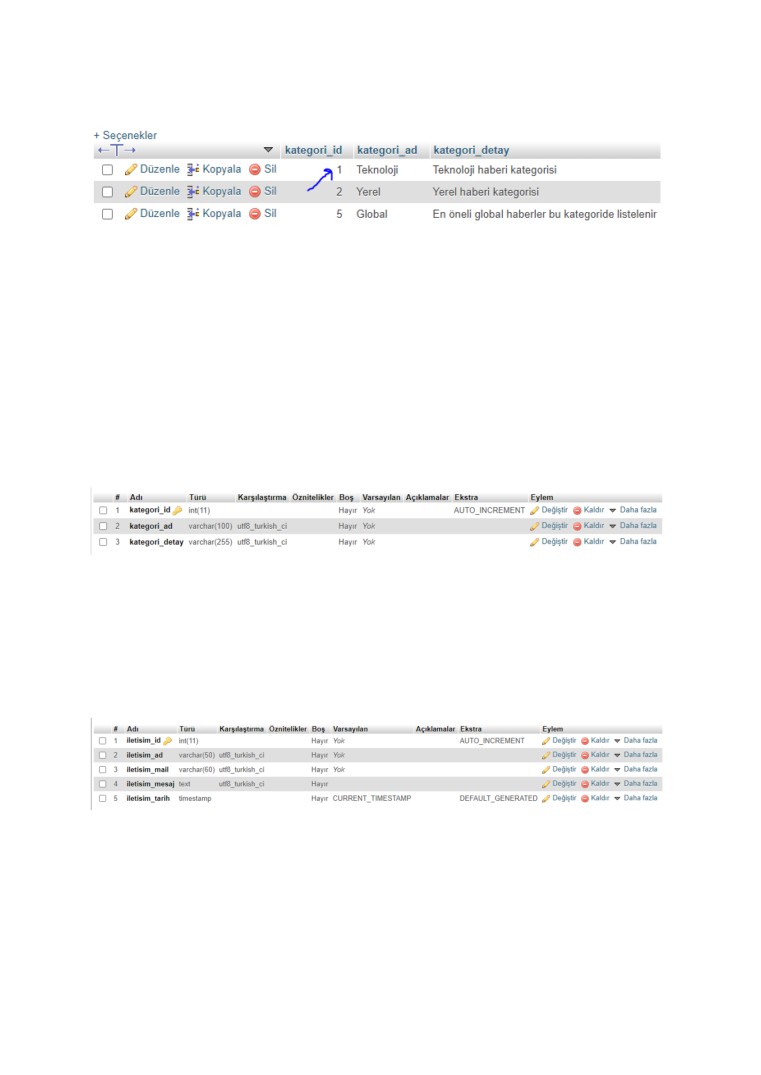 + Seçenekler
kategori_id kategori_ad kategori_detay
Düzenle Kopyala Sil 1 Teknoloji Teknoloji haberi kategorisi
Düzenle Kopyala Sil 2 Yerel Yerel haberi kategorisi
Düzenle Kopyala Sil 5 Global En öneli global haberler bu kategoride listelenir
# Adı Türü Karşılaştırma Öznitelikler Boş Varsayılan Açıklamalar Ekstra Eylem
1 kategori_id int(11) Hayır Yok AUTO_INCREMENT Değiştir Kaldır Daha fazla
2 kategori_ad varchar(100) utf8_turkish_ci Hayır Yok Değiştir Kaldır Daha fazla
3 kategori_detay varchar(255) utf8_turkish_ci Hayır Yok Değiştir Kaldır Daha fazla
# Adı Türü Karşılaştırma Öznitelikler Boş Varsayılan Açıklamalar Ekstra Eylem
1 iletisim_id int(11) Hayır Yok AUTO_INCREMENT Değiştir Kaldır Daha fazla
2 iletisim_ad varchar(50) utf8_turkish_ci Hayır Yok Değiştir Kaldır Daha fazla
3 iletisim_mail varchar(60) utf8_turkish_ci Hayır Yok Değiştir Kaldır Daha fazla
4 iletisim_mesaj text utf8_turkish_ci Hayır Değiştir Kaldır Daha fazla
5 iletisim_tarih timestamp Hayır CURRENT_TIMESTAMP DEFAULT_GENERATED Değiştir Kaldır Daha fazla